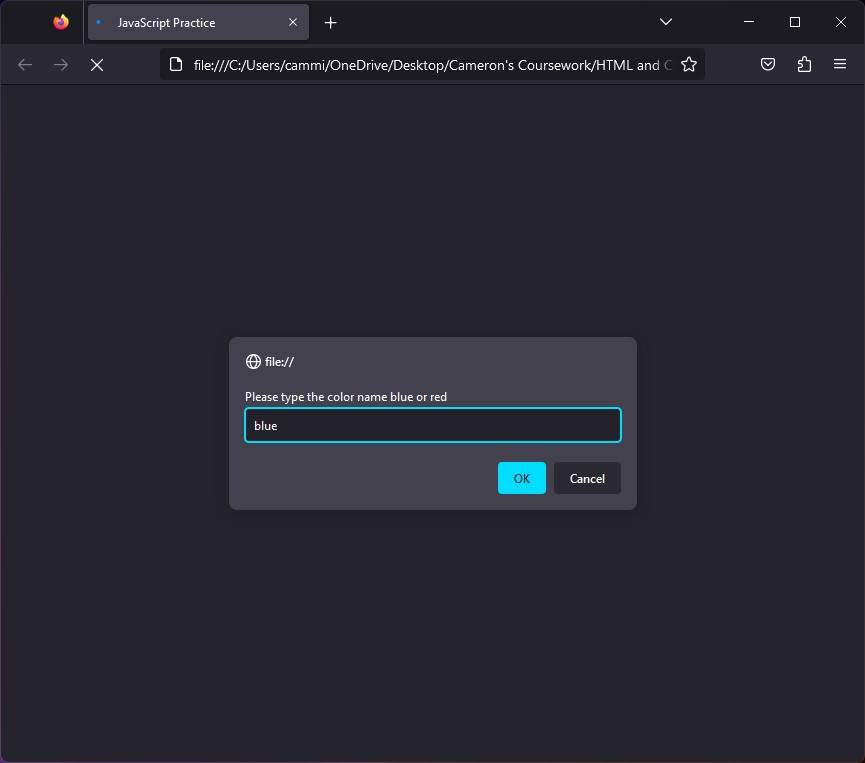 JavaScript Practice
file:///C:/Users/cammi/OneDrive/Desktop/Cameron's Coursework/HTML and C
file://
Please type the color name blue or red
blue
OK
Cancel